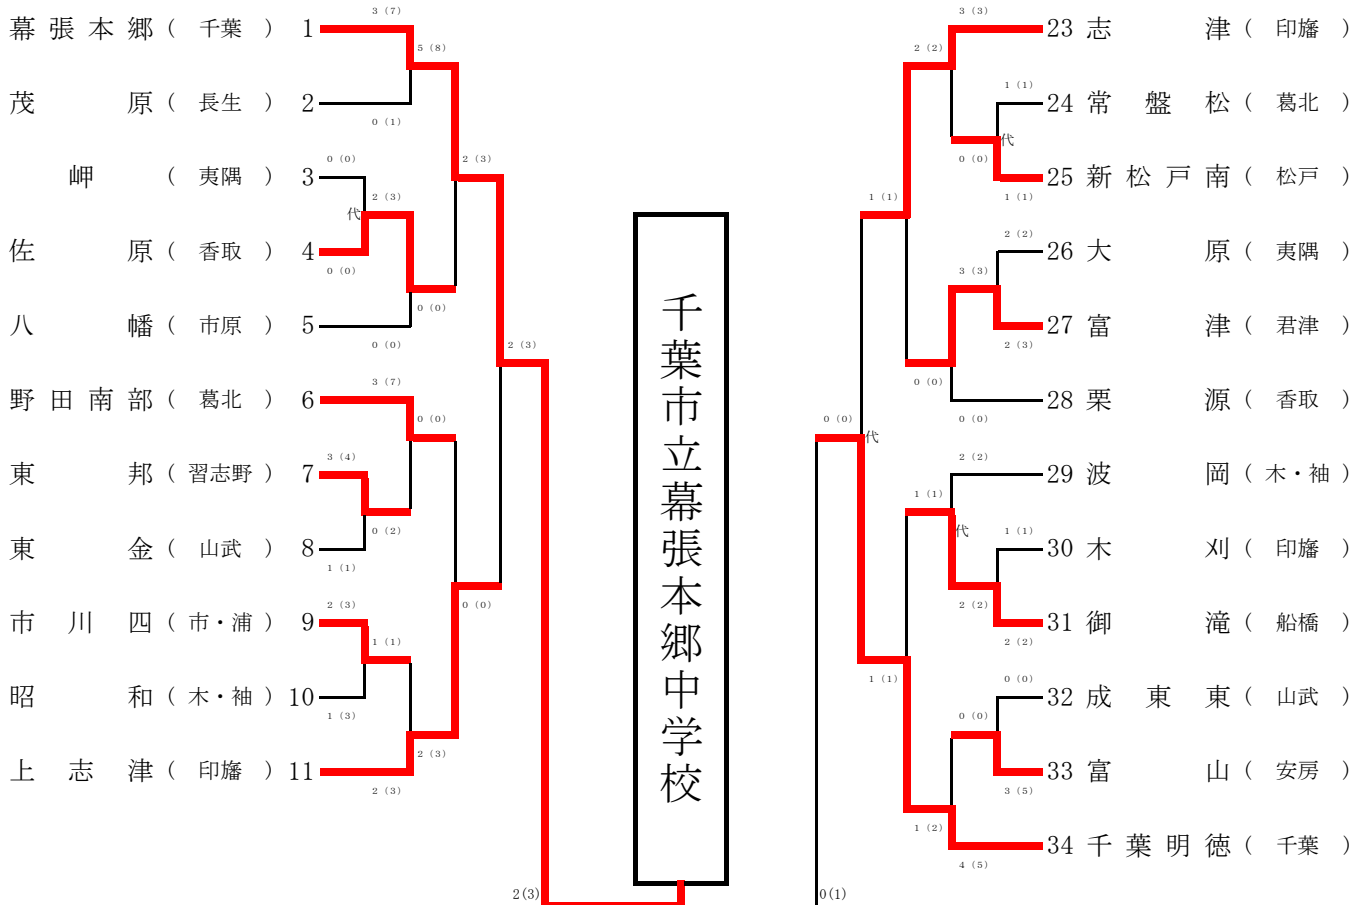 3 (7)
幕張本郷 ( 千葉 ) 1
5 (8)
茂原 ( 長生 ) 2
0 (1)
0 (0)
2 (3)
岬 ( 夷隅 ) 3
2 (3)
代
佐原 ( 香取 ) 4
0 (0)
0 (0)
八幡 ( 市原 ) 5
0 (0)
2 (3)
3 (7)
野田南部 ( 葛北 ) 6
0 (0)
3 (4)
東邦 ( 習志野 ) 7
0 (2)
東金 ( 山武 ) 8
1 (1)
2 (3)
0 (0)
市川四 ( 市・浦 ) 9
1 (1)
昭和 ( 木・袖 ) 10
1 (3)
2 (3)
上志津 ( 印旛 ) 11
2 (3)
2(3)
千葉市立幕張本郷中学校
0(1)
3 (3)
23 志津 ( 印旛 )
2 (2)
1 (1)
24 常盤松 ( 葛北 )
代
0 (0)
25 新松戸南 ( 松戸 )
1 (1)
1 (1)
2 (2)
26 大原 ( 夷隅 )
3 (3)
27 富津 ( 君津 )
2 (3)
0 (0)
28 栗源 ( 香取 )
0 (0)
0 (0)
代
2 (2)
29 波岡 ( 木・袖 )
1 (1)
代
1 (1)
30 木刈 ( 印旛 )
2 (2)
31 御滝 ( 船橋 )
2 (2)
1 (1)
0 (0)
32 成東東 ( 山武 )
0 (0)
33 富山 ( 安房 )
3 (5)
1 (2)
34 千葉明徳 ( 千葉 )
4 (5)